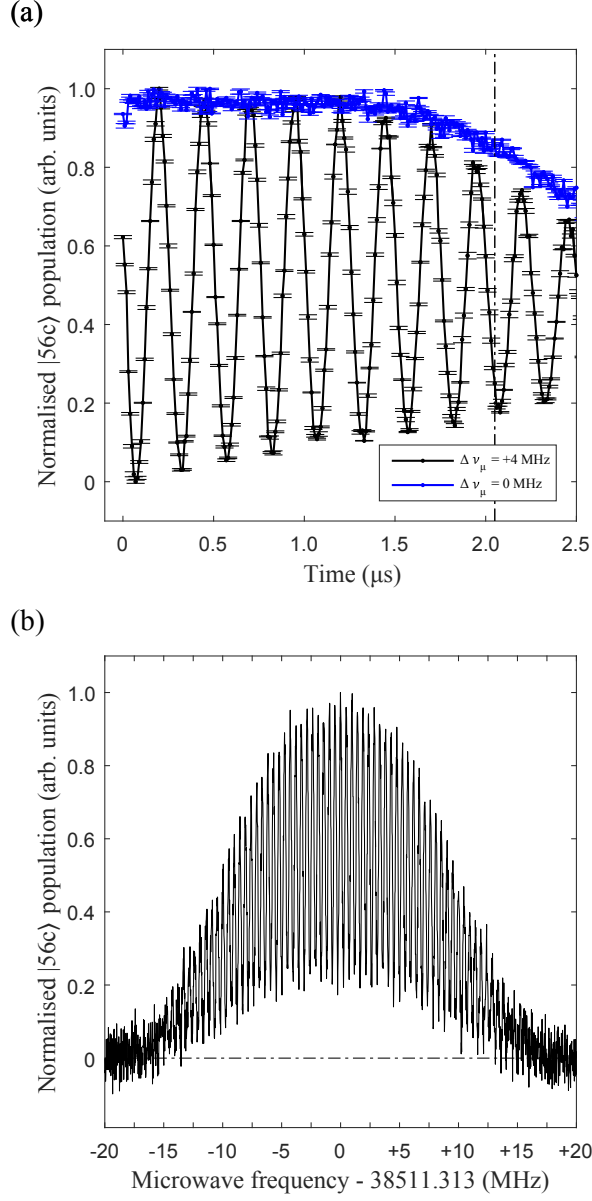 (a)
Normalised |56c⟩ population (arb. units)
1.0
0.8
0.6
0.4
0.2
0
Δ ν_μ = +4 MHz
Δ ν_μ = 0 MHz
0 0.5 1.0 1.5 2.0 2.5
Time (μs)
(b)
Normalised |56c⟩ population (arb. units)
1.0
0.8
0.6
0.4
0.2
0
-20 -15 -10 -5 0 +5 +10 +15 +20
Microwave frequency - 38511.313 (MHz)